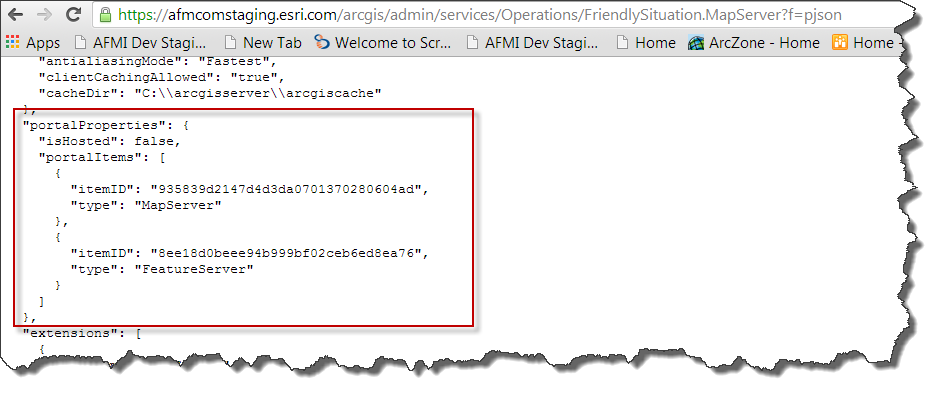 https://afmcomstaging.esri.com/arcgis/admin/services/Operations/FriendlySituation.MapServer?f=pjson
Apps AFMI Dev Stagi... New Tab Welcome to Scr... AFMI Dev Stagi... Home ArcZone - Home Home -
"antialiasingMode": "Fastest",
"clientCachingAllowed": "true",
"cacheDir": "C:\\arcgisserver\\arcgiscache"
},
"portalProperties": {
"isHosted": false,
"portalItems": [
{
"itemID": "935839d2147d4d3da0701370280604ad",
"type": "MapServer"
},
{
"itemID": "8ee18d0beee94b999bf02ceb6ed8ea76",
"type": "FeatureServer"
}
]
},
"extensions": [
{